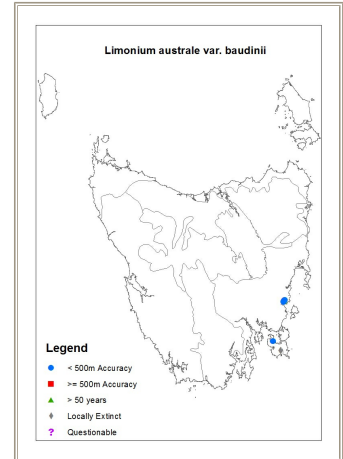 Limonium australe var. baudinii
Legend
< 500m Accuracy
>= 500m Accuracy
> 50 years
Locally Extinct
? Questionable